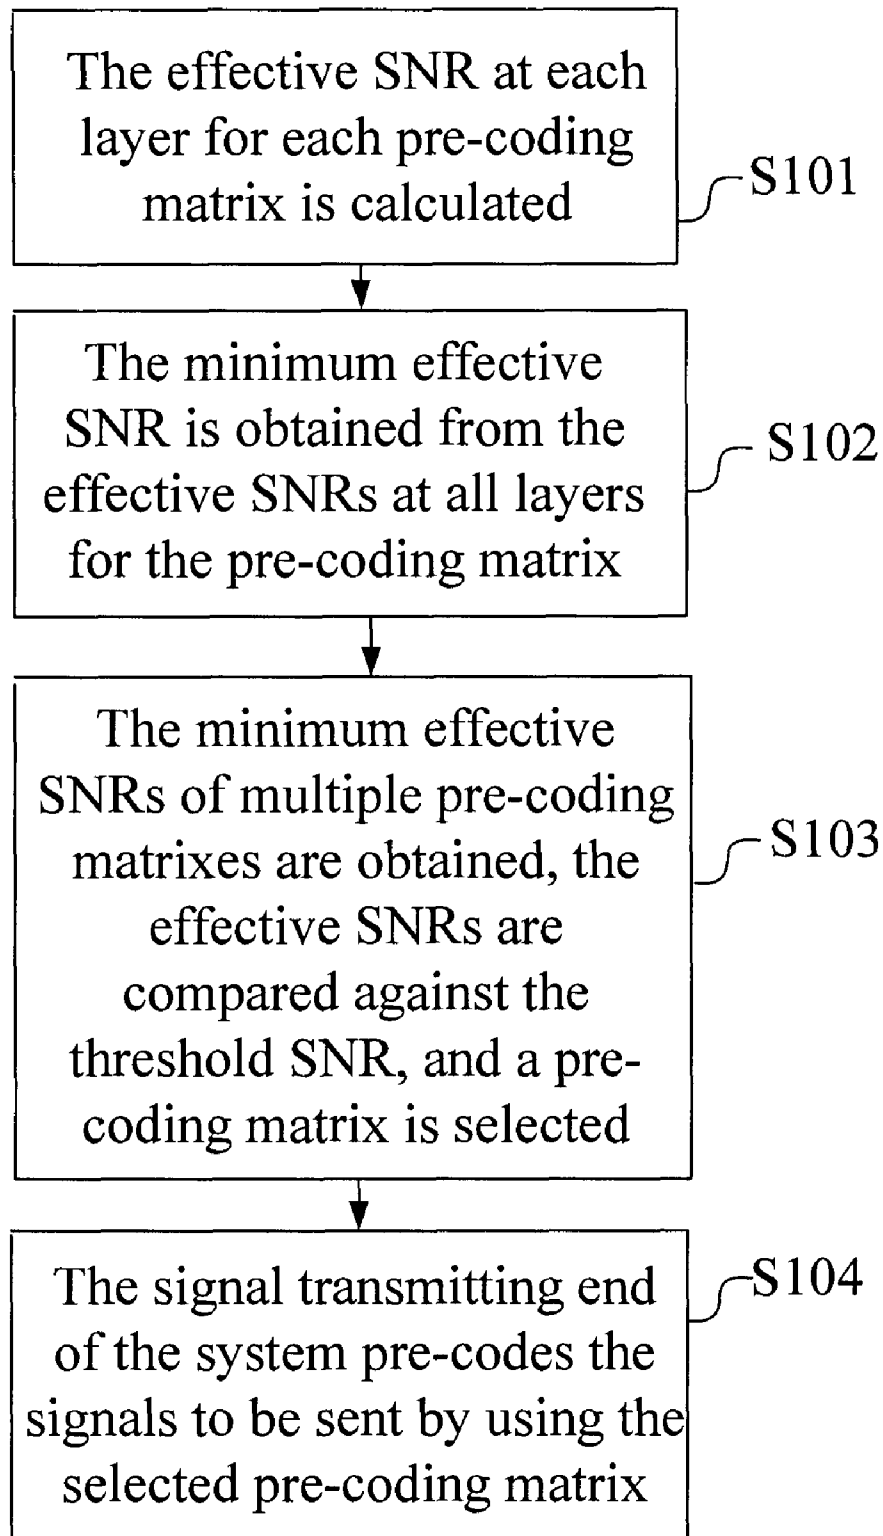 The effective SNR at each
layer for each pre-coding
matrix is calculated
S101
The minimum effective
SNR is obtained from the
effective SNRs at all layers
for the pre-coding matrix
S102
The minimum effective
SNRs of multiple pre-coding
matrixes are obtained, the
effective SNRs are
compared against the
threshold SNR, and a pre-
coding matrix is selected
S103
The signal transmitting end
of the system pre-codes the
signals to be sent by using the
selected pre-coding matrix
S104